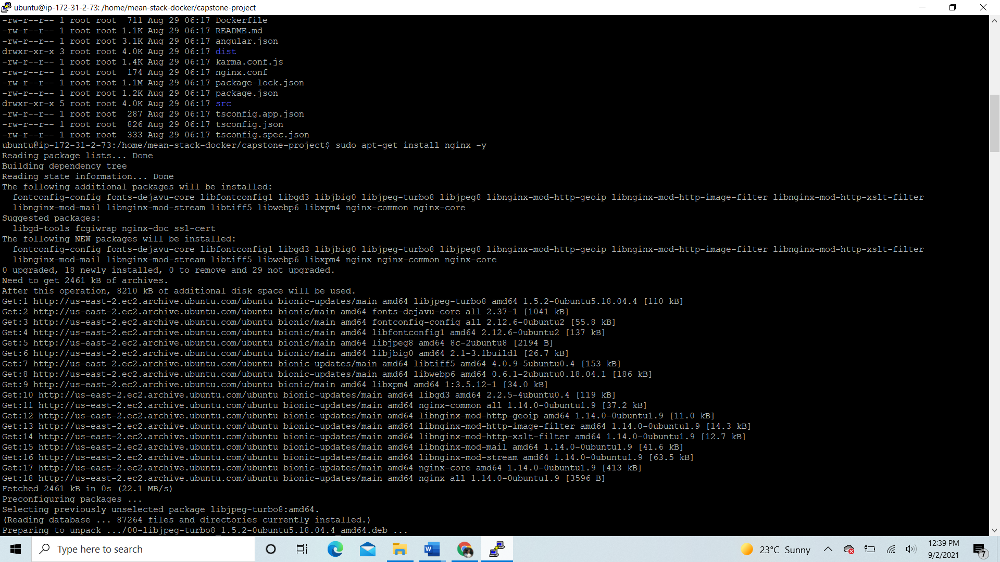 ubuntu@ip-172-31-2-73: /home/mean-stack-docker/capstone-project
-rw-r--r-- 1 root root  711 Aug 29 06:17 Dockerfile
-rw-r--r-- 1 root root 1.1K Aug 29 06:17 README.md
-rw-r--r-- 1 root root 3.1K Aug 29 06:17 angular.json
drwxr-xr-x 3 root root 4.0K Aug 29 06:17 dist
-rw-r--r-- 1 root root 1.4K Aug 29 06:17 karma.conf.js
-rw-r--r-- 1 root root  174 Aug 29 06:17 nginx.conf
-rw-r--r-- 1 root root 1.1M Aug 29 06:17 package-lock.json
-rw-r--r-- 1 root root 1.2K Aug 29 06:17 package.json
drwxr-xr-x 5 root root 4.0K Aug 29 06:17 src
-rw-r--r-- 1 root root  287 Aug 29 06:17 tsconfig.app.json
-rw-r--r-- 1 root root  826 Aug 29 06:17 tsconfig.json
-rw-r--r-- 1 root root  333 Aug 29 06:17 tsconfig.spec.json
ubuntu@ip-172-31-2-73:/home/mean-stack-docker/capstone-project$ sudo apt-get install nginx -y
Reading package lists... Done
Building dependency tree
Reading state information... Done
The following additional packages will be installed:
  fontconfig-config fonts-dejavu-core libfontconfig1 libgd3 libjbig0 libjpeg-turbo8 libjpeg8 libnginx-mod-http-geoip libnginx-mod-http-image-filter libnginx-mod-http-xslt-filter
  libnginx-mod-mail libnginx-mod-stream libtiff5 libwebp6 libxpm4 nginx-common nginx-core
Suggested packages:
  libgd-tools fcgiwrap nginx-doc ssl-cert
The following NEW packages will be installed:
  fontconfig-config fonts-dejavu-core libfontconfig1 libgd3 libjbig0 libjpeg-turbo8 libjpeg8 libnginx-mod-http-geoip libnginx-mod-http-image-filter libnginx-mod-http-xslt-filter
  libnginx-mod-mail libnginx-mod-stream libtiff5 libwebp6 libxpm4 nginx nginx-common nginx-core
0 upgraded, 18 newly installed, 0 to remove and 29 not upgraded.
Need to get 2461 kB of archives.
After this operation, 8210 kB of additional disk space will be used.
Get:1 http://us-east-2.ec2.archive.ubuntu.com/ubuntu bionic-updates/main amd64 libjpeg-turbo8 amd64 1.5.2-0ubuntu5.18.04.4 [110 kB]
Get:2 http://us-east-2.ec2.archive.ubuntu.com/ubuntu bionic/main amd64 fonts-dejavu-core all 2.37-1 [1041 kB]
Get:3 http://us-east-2.ec2.archive.ubuntu.com/ubuntu bionic/main amd64 fontconfig-config all 2.12.6-0ubuntu2 [55.8 kB]
Get:4 http://us-east-2.ec2.archive.ubuntu.com/ubuntu bionic/main amd64 libfontconfig1 amd64 2.12.6-0ubuntu2 [137 kB]
Get:5 http://us-east-2.ec2.archive.ubuntu.com/ubuntu bionic/main amd64 libjpeg8 amd64 8c-2ubuntu8 [2194 B]
Get:6 http://us-east-2.ec2.archive.ubuntu.com/ubuntu bionic/main amd64 libjbig0 amd64 2.1-3.1build1 [26.7 kB]
Get:7 http://us-east-2.ec2.archive.ubuntu.com/ubuntu bionic-updates/main amd64 libtiff5 amd64 4.0.9-5ubuntu0.4 [153 kB]
Get:8 http://us-east-2.ec2.archive.ubuntu.com/ubuntu bionic-updates/main amd64 libwebp6 amd64 0.6.1-2ubuntu0.18.04.1 [186 kB]
Get:9 http://us-east-2.ec2.archive.ubuntu.com/ubuntu bionic/main amd64 libxpm4 amd64 1:3.5.12-1 [34.0 kB]
Get:10 http://us-east-2.ec2.archive.ubuntu.com/ubuntu bionic-updates/main amd64 libgd3 amd64 2.2.5-4ubuntu0.4 [119 kB]
Get:11 http://us-east-2.ec2.archive.ubuntu.com/ubuntu bionic-updates/main amd64 nginx-common all 1.14.0-0ubuntu1.9 [37.2 kB]
Get:12 http://us-east-2.ec2.archive.ubuntu.com/ubuntu bionic-updates/main amd64 libnginx-mod-http-geoip amd64 1.14.0-0ubuntu1.9 [11.0 kB]
Get:13 http://us-east-2.ec2.archive.ubuntu.com/ubuntu bionic-updates/main amd64 libnginx-mod-http-image-filter amd64 1.14.0-0ubuntu1.9 [14.3 kB]
Get:14 http://us-east-2.ec2.archive.ubuntu.com/ubuntu bionic-updates/main amd64 libnginx-mod-http-xslt-filter amd64 1.14.0-0ubuntu1.9 [12.7 kB]
Get:15 http://us-east-2.ec2.archive.ubuntu.com/ubuntu bionic-updates/main amd64 libnginx-mod-mail amd64 1.14.0-0ubuntu1.9 [41.6 kB]
Get:16 http://us-east-2.ec2.archive.ubuntu.com/ubuntu bionic-updates/main amd64 libnginx-mod-stream amd64 1.14.0-0ubuntu1.9 [63.5 kB]
Get:17 http://us-east-2.ec2.archive.ubuntu.com/ubuntu bionic-updates/main amd64 nginx-core amd64 1.14.0-0ubuntu1.9 [413 kB]
Get:18 http://us-east-2.ec2.archive.ubuntu.com/ubuntu bionic-updates/main amd64 nginx all 1.14.0-0ubuntu1.9 [3596 B]
Fetched 2461 kB in 0s (22.1 MB/s)
Preconfiguring packages ...
Selecting previously unselected package libjpeg-turbo8:amd64.
(Reading database ... 87264 files and directories currently installed.)
Preparing to unpack .../00-libjpeg-turbo8_1.5.2-0ubuntu5.18.04.4_amd64.deb ...
Type here to search
23°C Sunny
12:39 PM
9/2/2021
7